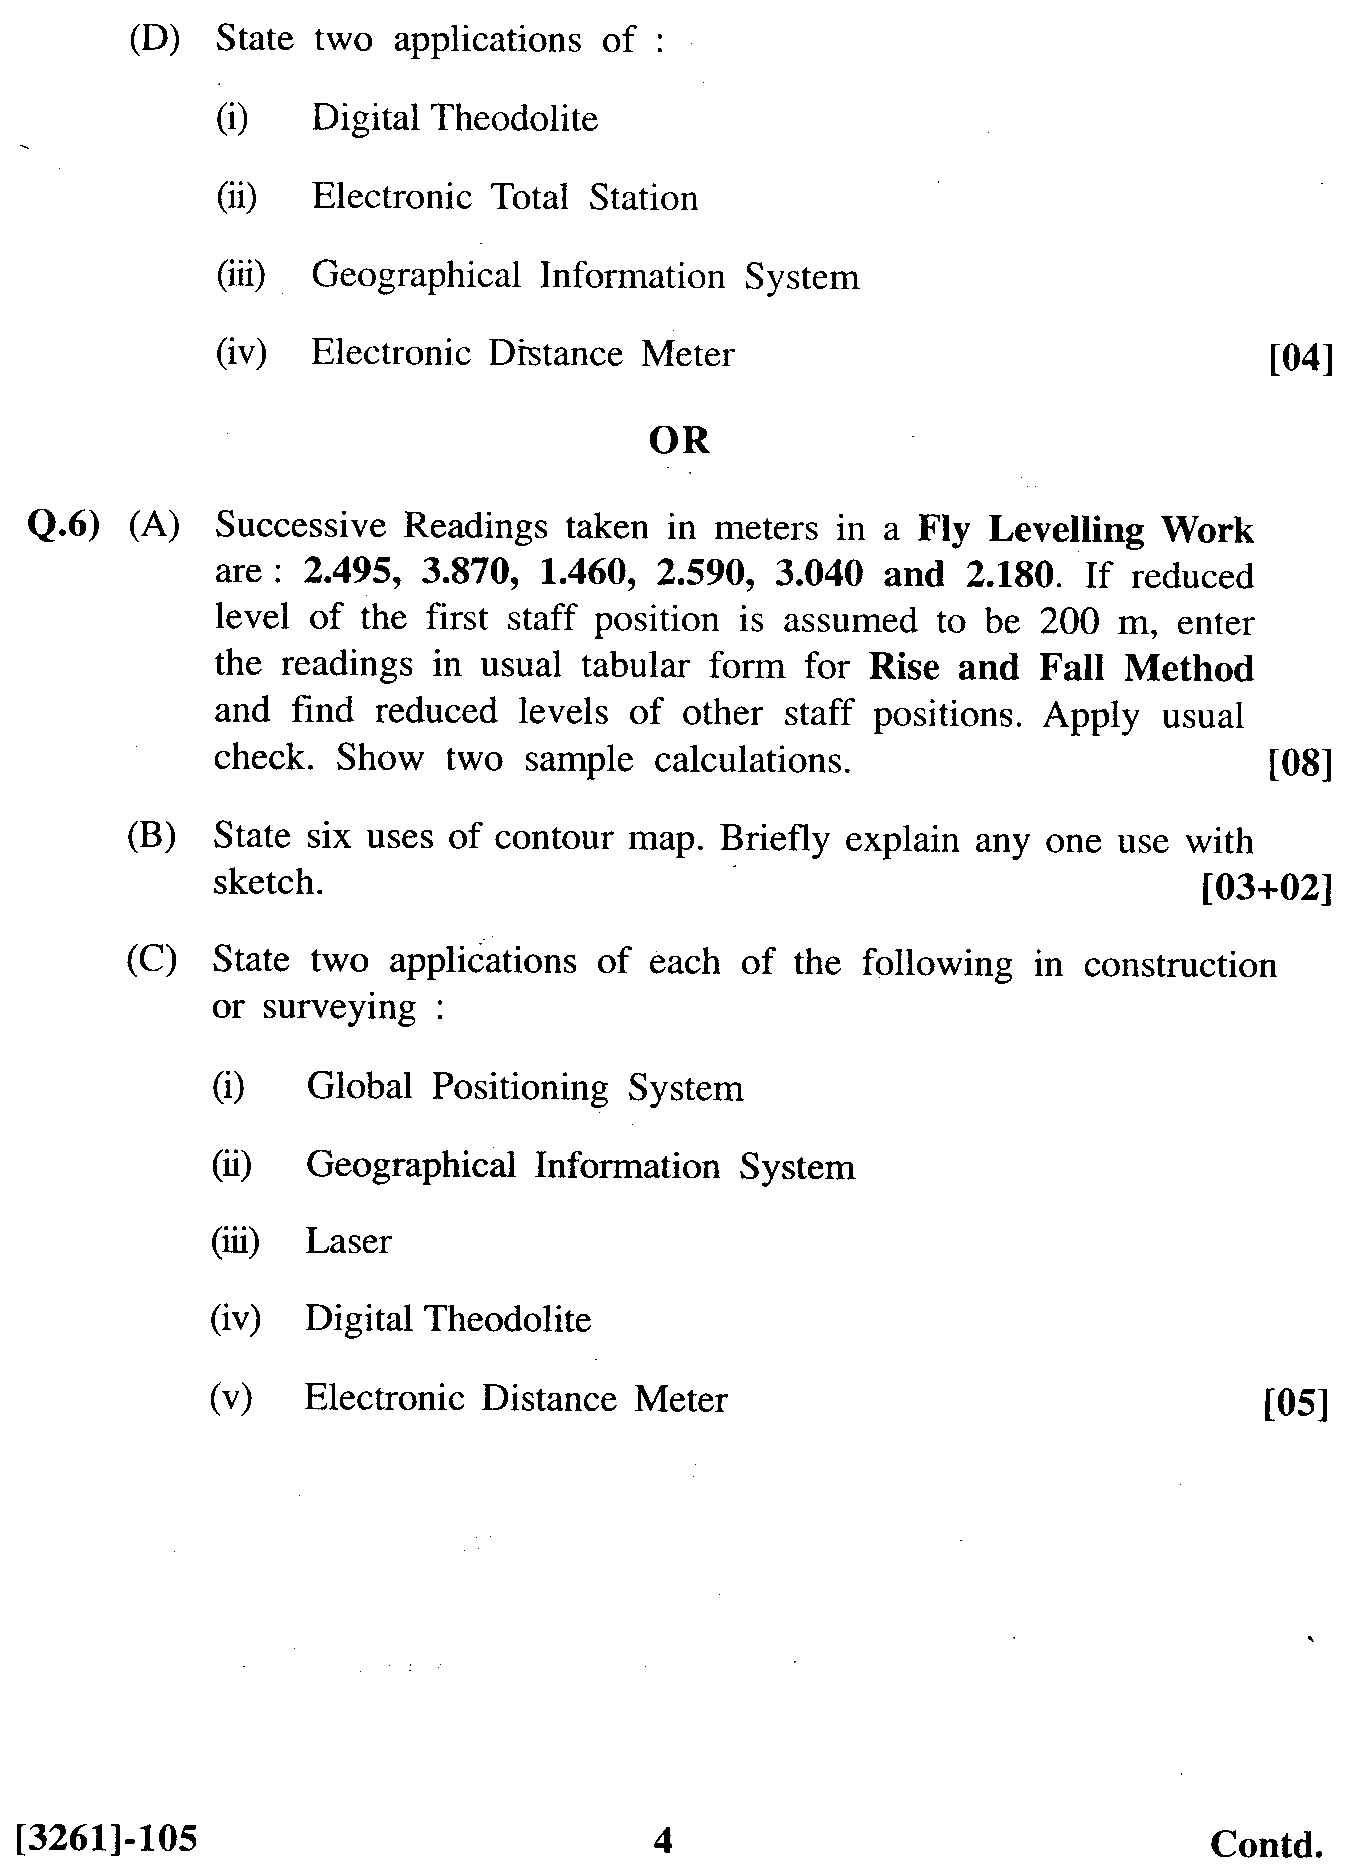 (D) State two applications of :
(i) Digital Theodolite
(ii) Electronic Total Station
(iii) Geographical Information System
(iv) Electronic Distance Meter [04]
OR
Q.6) (A) Successive Readings taken in meters in a Fly Levelling Work
are : 2.495, 3.870, 1.460, 2.590, 3.040 and 2.180. If reduced
level of the first staff position is assumed to be 200 m, enter
the readings in usual tabular form for Rise and Fall Method
and find reduced levels of other staff positions. Apply usual
check. Show two sample calculations. [08]
(B) State six uses of contour map. Briefly explain any one use with
sketch. [03+02]
(C) State two applications of each of the following in construction
or surveying :
(i) Global Positioning System
(ii) Geographical Information System
(iii) Laser
(iv) Digital Theodolite
(v) Electronic Distance Meter [05]
[3261]-105 4 Contd.